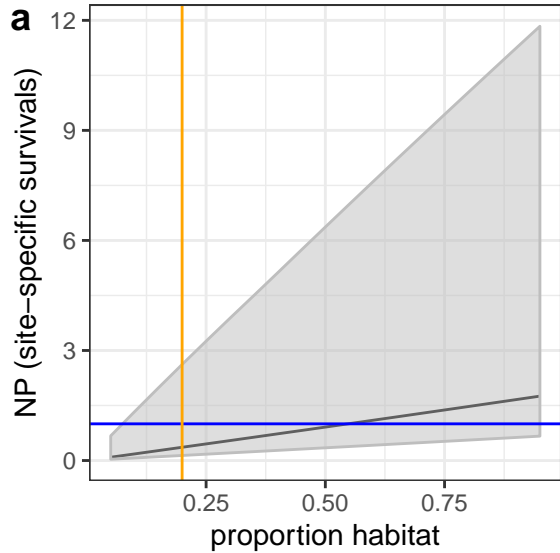 a
NP (site−specific survivals)
12
9
6
3
0
0.25 0.50 0.75
proportion habitat